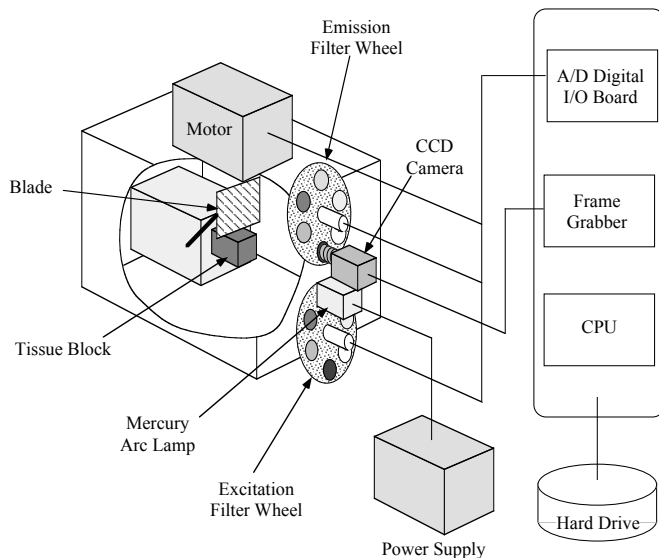 Emission
Filter Wheel
A/D Digital
I/O Board
Motor
CCD
Camera
Blade
Frame
Grabber
CPU
Tissue Block
Mercury
Arc Lamp
Excitation
Filter Wheel
Power Supply
Hard Drive